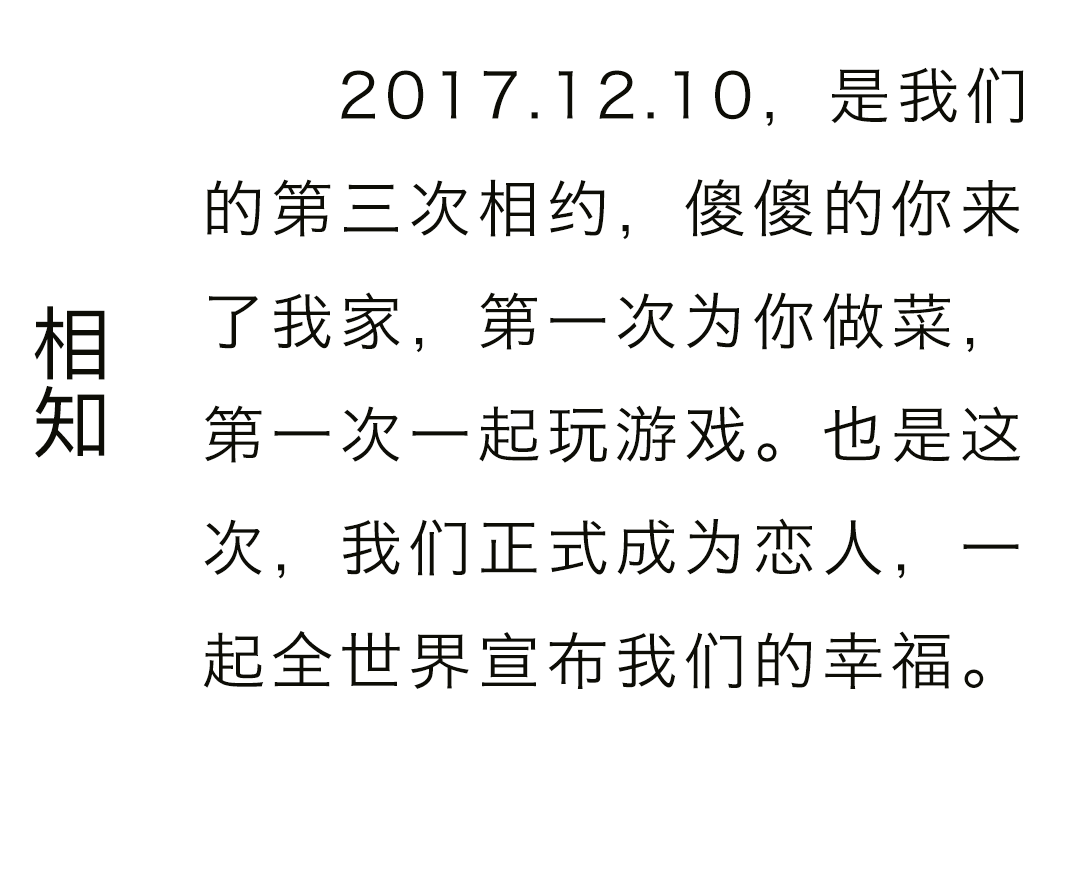 相知
2017.12.10，是我们
的第三次相约，傻傻的你来
了我家，第一次为你做菜，
第一次一起玩游戏。也是这
次，我们正式成为恋人，一
起全世界宣布我们的幸福。